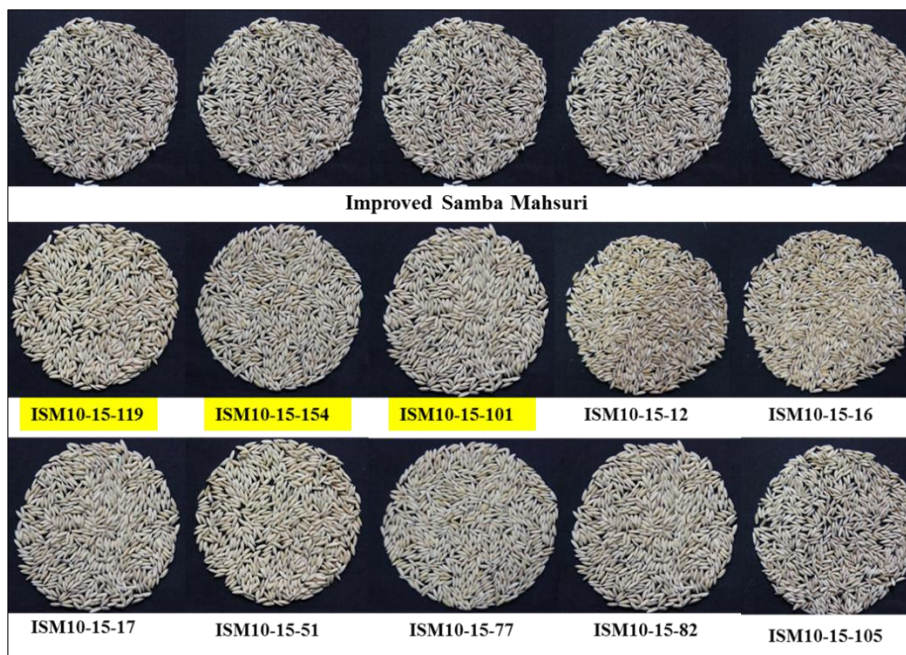 Improved Samba Mahsuri
ISM10-15-119 ISM10-15-154 ISM10-15-101 ISM10-15-12 ISM10-15-16
ISM10-15-17 ISM10-15-51 ISM10-15-77 ISM10-15-82 ISM10-15-105